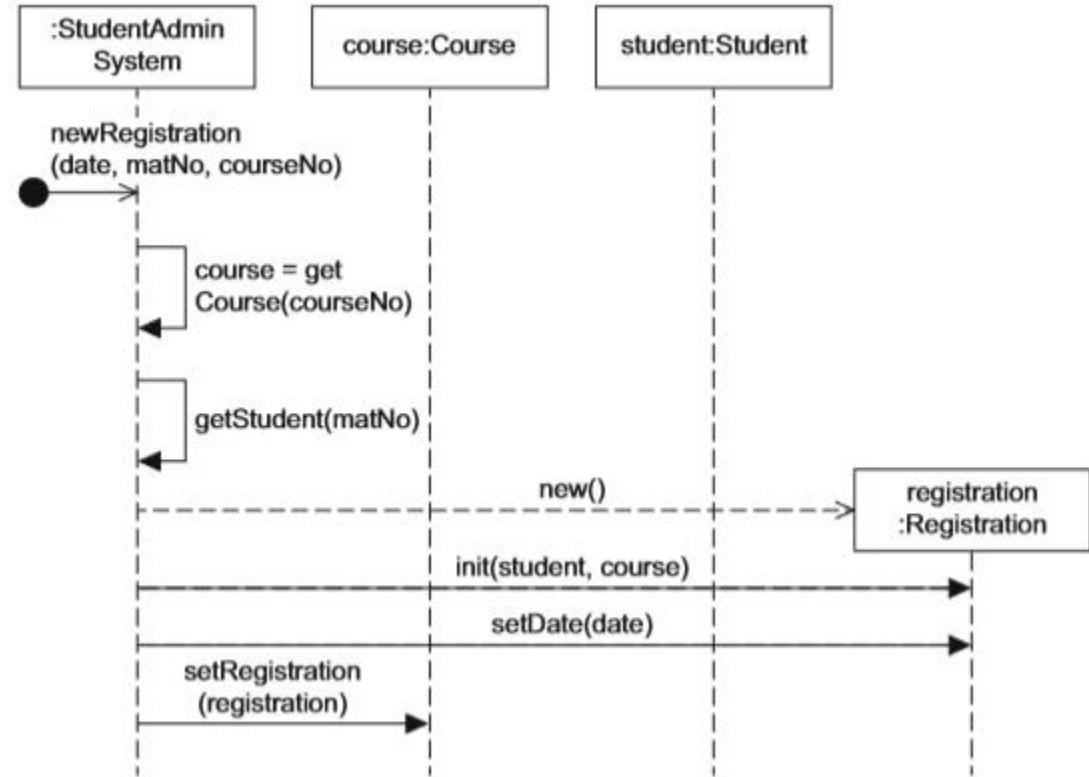 :StudentAdmin
System
course:Course
student:Student
newRegistration
(date, matNo, courseNo)
course = get
Course(courseNo)
getStudent(matNo)
new()
registration
:Registration
init(student, course)
setDate(date)
setRegistration
(registration)